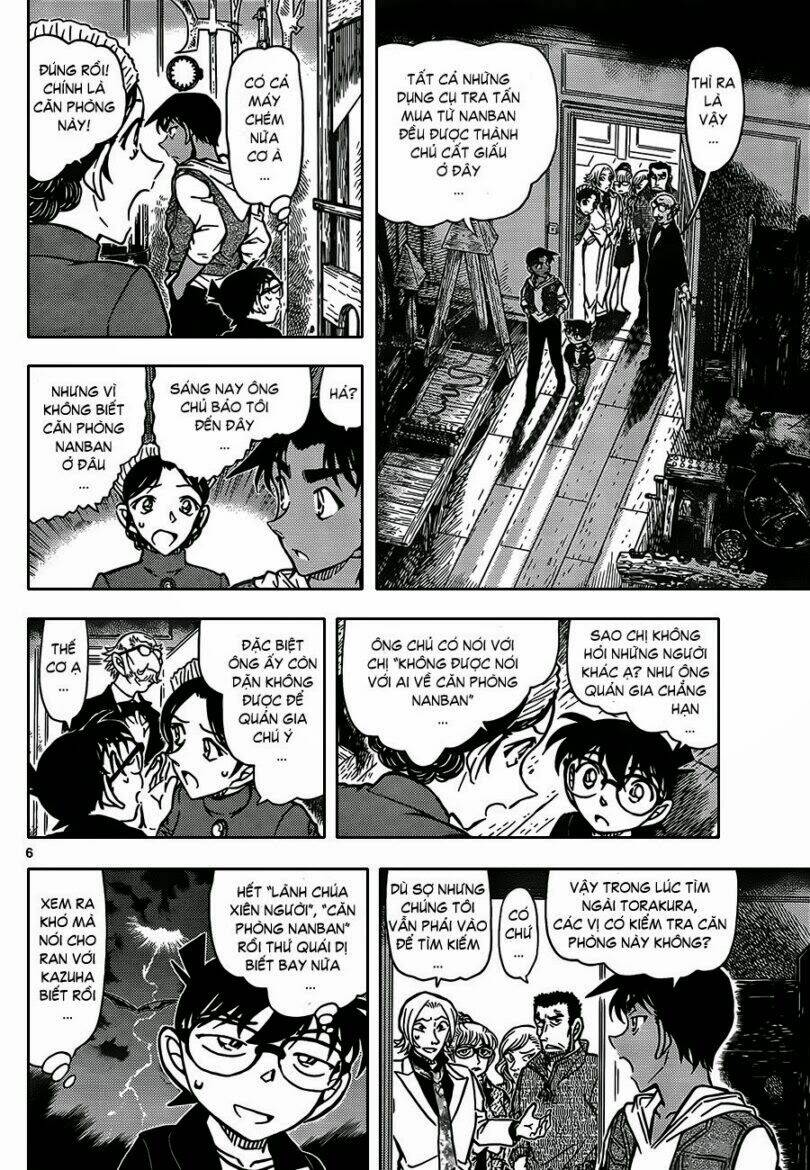 THÌ RA
LÀ
VẬY
...
TẤT CẢ NHỮNG
DỤNG CỤ TRA TẤN
MUA TỪ NANBAN
ĐỀU ĐƯỢC THÀNH
CHỦ CẤT GIẤU
Ở ĐÂY
...
CÓ CẢ
MÁY
CHÉM
NỮA
CƠ À
ĐÚNG RỒI!
CHÍNH LÀ
CĂN PHÒNG
NÀY!
HẢ?
SÁNG NAY ÔNG
CHỦ BẢO TÔI
ĐẾN ĐÂY
...
NHƯNG VÌ
KHÔNG BIẾT
CĂN PHÒNG
NANBAN
Ở ĐÂU
...
SAO CHỊ KHÔNG
HỎI NHỮNG NGƯỜI
KHÁC Ạ? NHƯ ÔNG
QUẢN GIA CHẲNG
HẠN
...
ÔNG CHỦ CÓ NÓI VỚI
CHỊ "KHÔNG ĐƯỢC NÓI
VỚI AI VỀ CĂN PHÒNG
NANBAN"
...
ĐẶC BIỆT
ÔNG ẤY CÒN
DẶN KHÔNG
ĐƯỢC ĐỂ
QUẢN GIA
CHÚ Ý
...
THẾ
CƠ Ạ
...
6
VẬY TRONG LÚC TÌM
NGÀI TORAKURA,
CÁC VỊ CÓ KIỂM TRA CĂN
PHÒNG NÀY KHÔNG?
CÓ
CHỨ
...
DÙ SỢ NHƯNG
CHÚNG TÔI
VẪN PHẢI VÀO
ĐỂ TÌM KIẾM
...
HẾT "LÃNH CHÚA
XIÊN NGƯỜI", "CĂN
PHÒNG NANBAN"
RỒI THỨ QUÁI DỊ
BIẾT BAY NỮA
...
XEM RA
KHÓ MÀ
NÓI CHO
RAN VỚI
KAZUHA
BIẾT RỒI
...